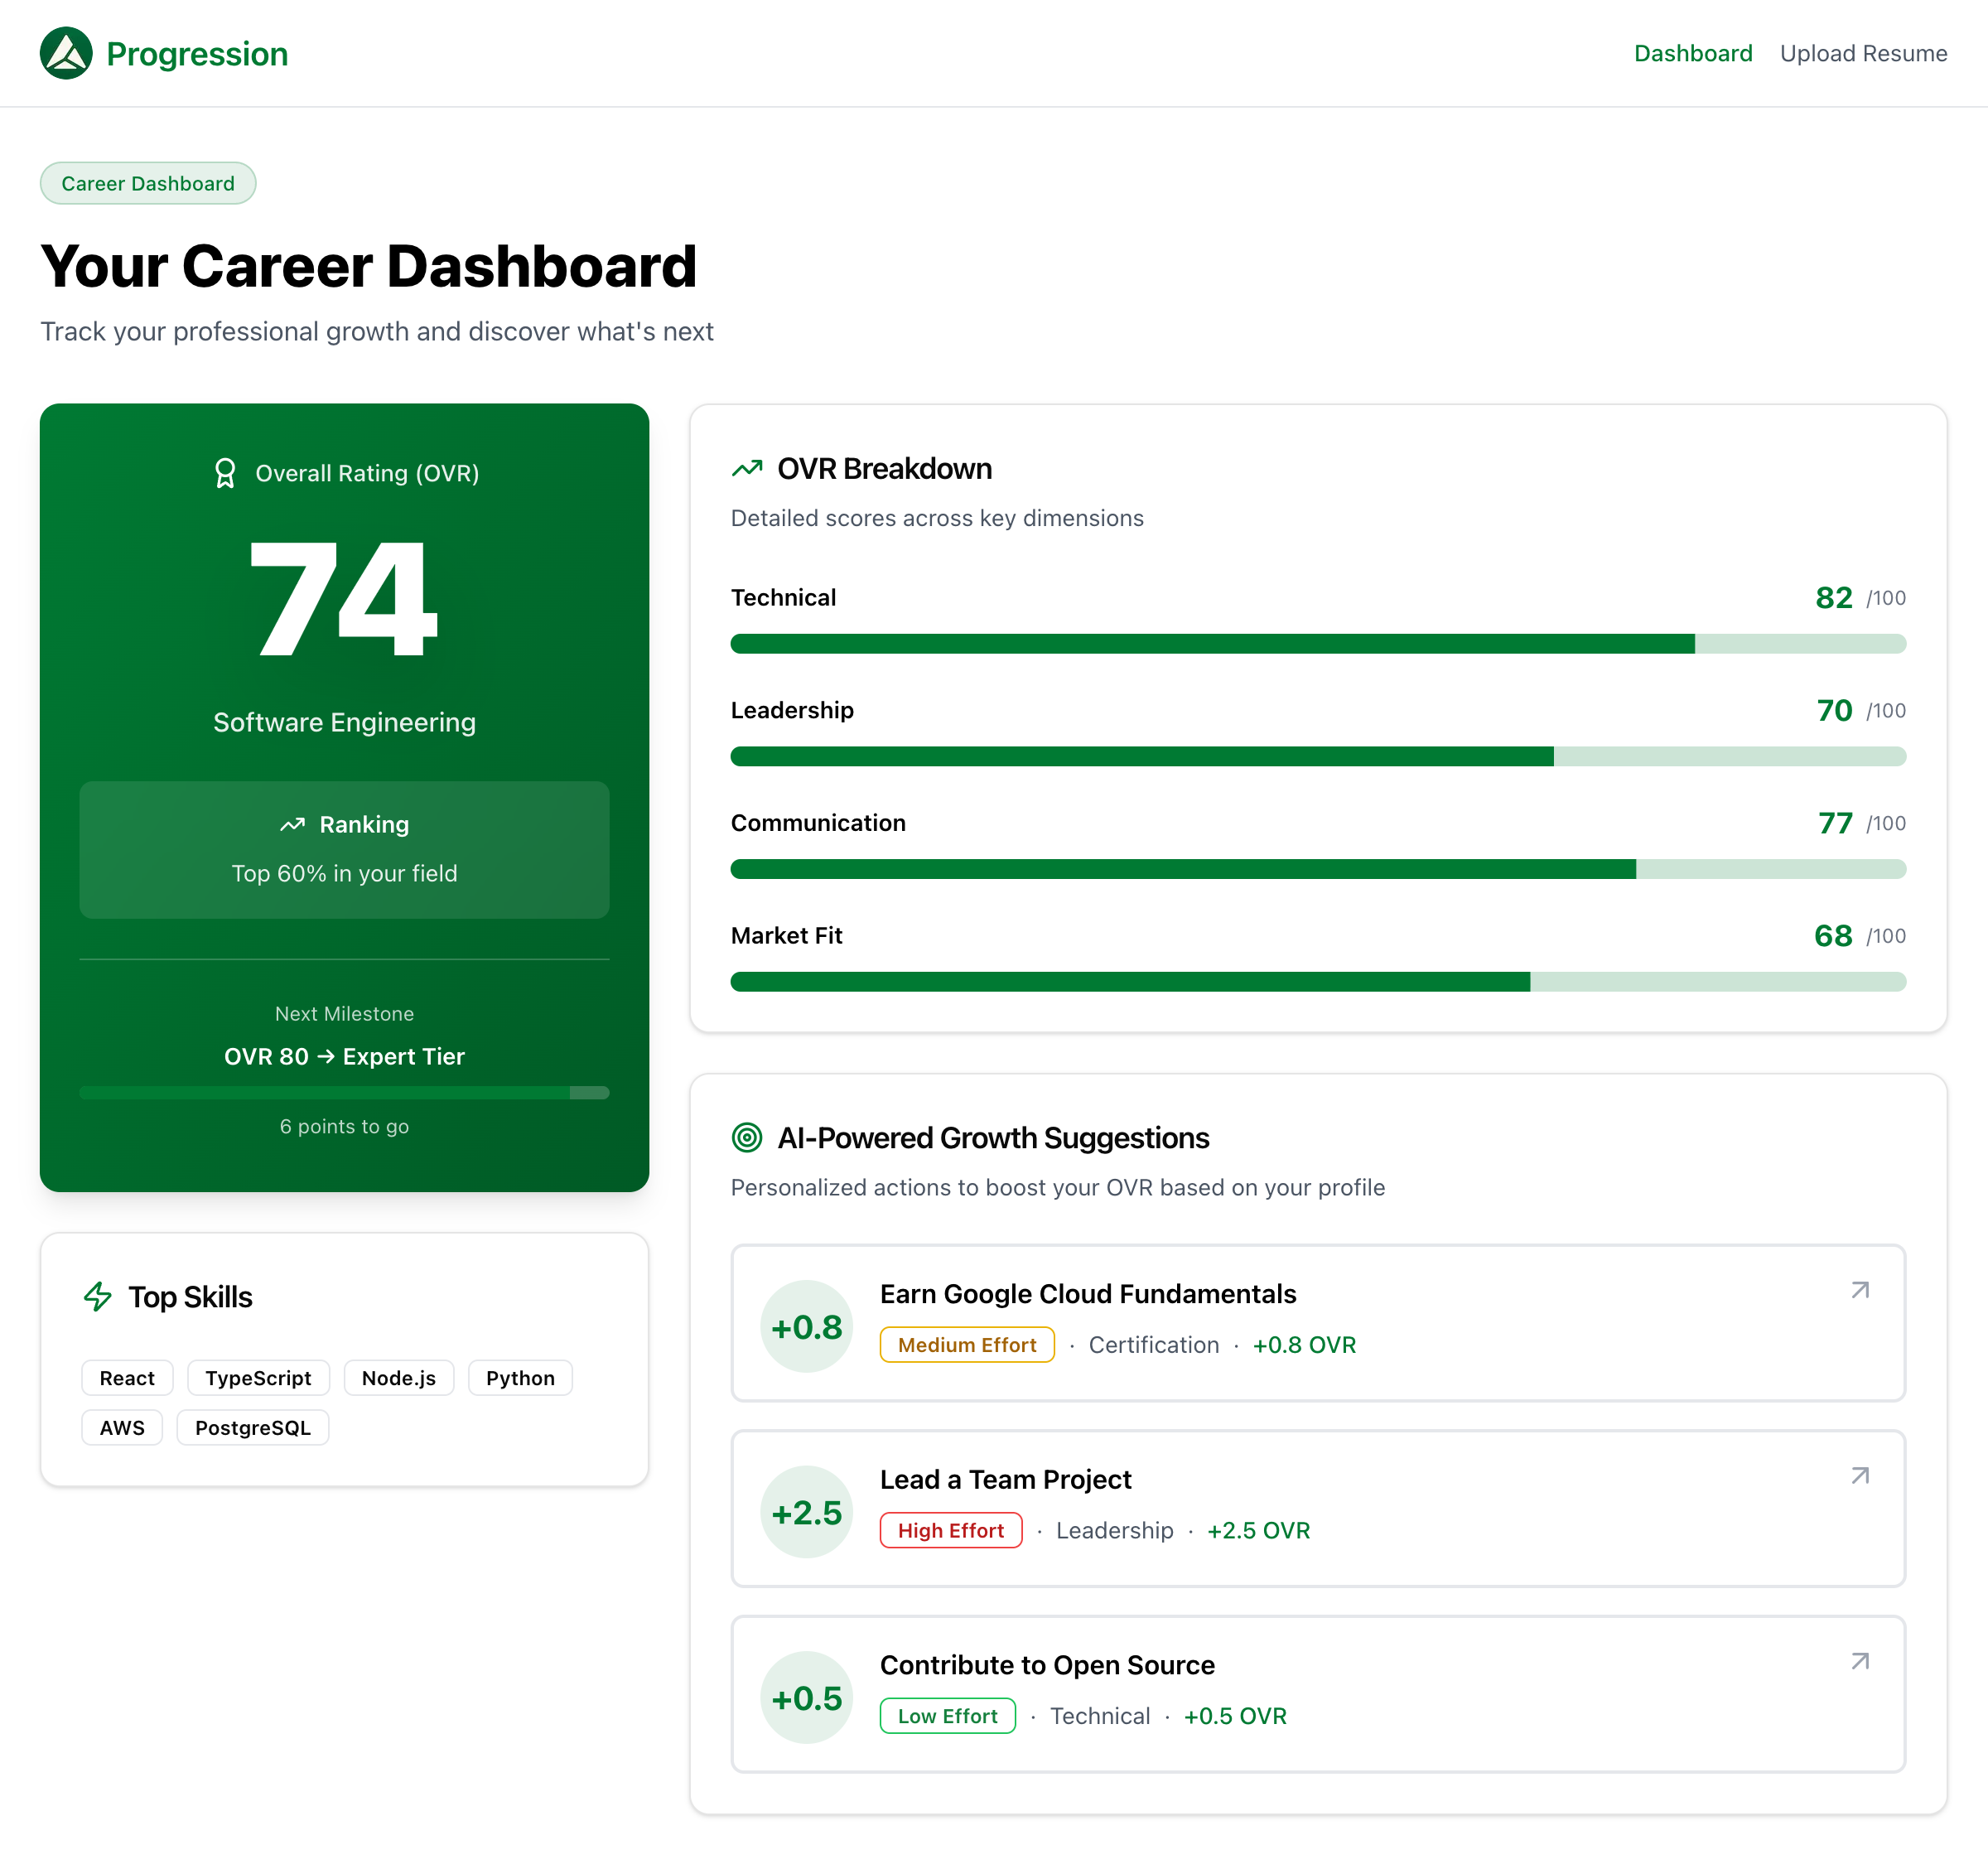 Progression
Dashboard
Upload Resume
Career Dashboard
Your Career Dashboard
Track your professional growth and discover what's next
Overall Rating (OVR)
74
Software Engineering
Ranking
Top 60% in your field
Next Milestone
OVR 80 → Expert Tier
6 points to go
Top Skills
React TypeScript Node.js Python
AWS PostgreSQL
OVR Breakdown
Detailed scores across key dimensions
Technical 82 /100
Leadership 70 /100
Communication 77 /100
Market Fit 68 /100
AI-Powered Growth Suggestions
Personalized actions to boost your OVR based on your profile
+0.8
Earn Google Cloud Fundamentals
Medium Effort · Certification · +0.8 OVR
+2.5
Lead a Team Project
High Effort · Leadership · +2.5 OVR
+0.5
Contribute to Open Source
Low Effort · Technical · +0.5 OVR